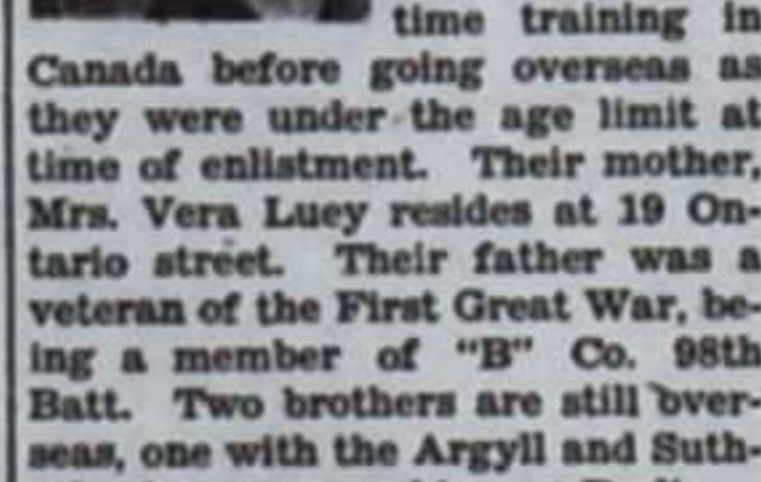 time training in
Canada before going overseas as
they were under the age limit at
time of enlistment. Their mother,
Mrs. Vera Luey resides at 19 On-
tario street. Their father was a
veteran of the First Great War, be-
ing a member of "B" Co. 98th
Batt. Two brothers are still over-
seas, one with the Argyll and Suth-